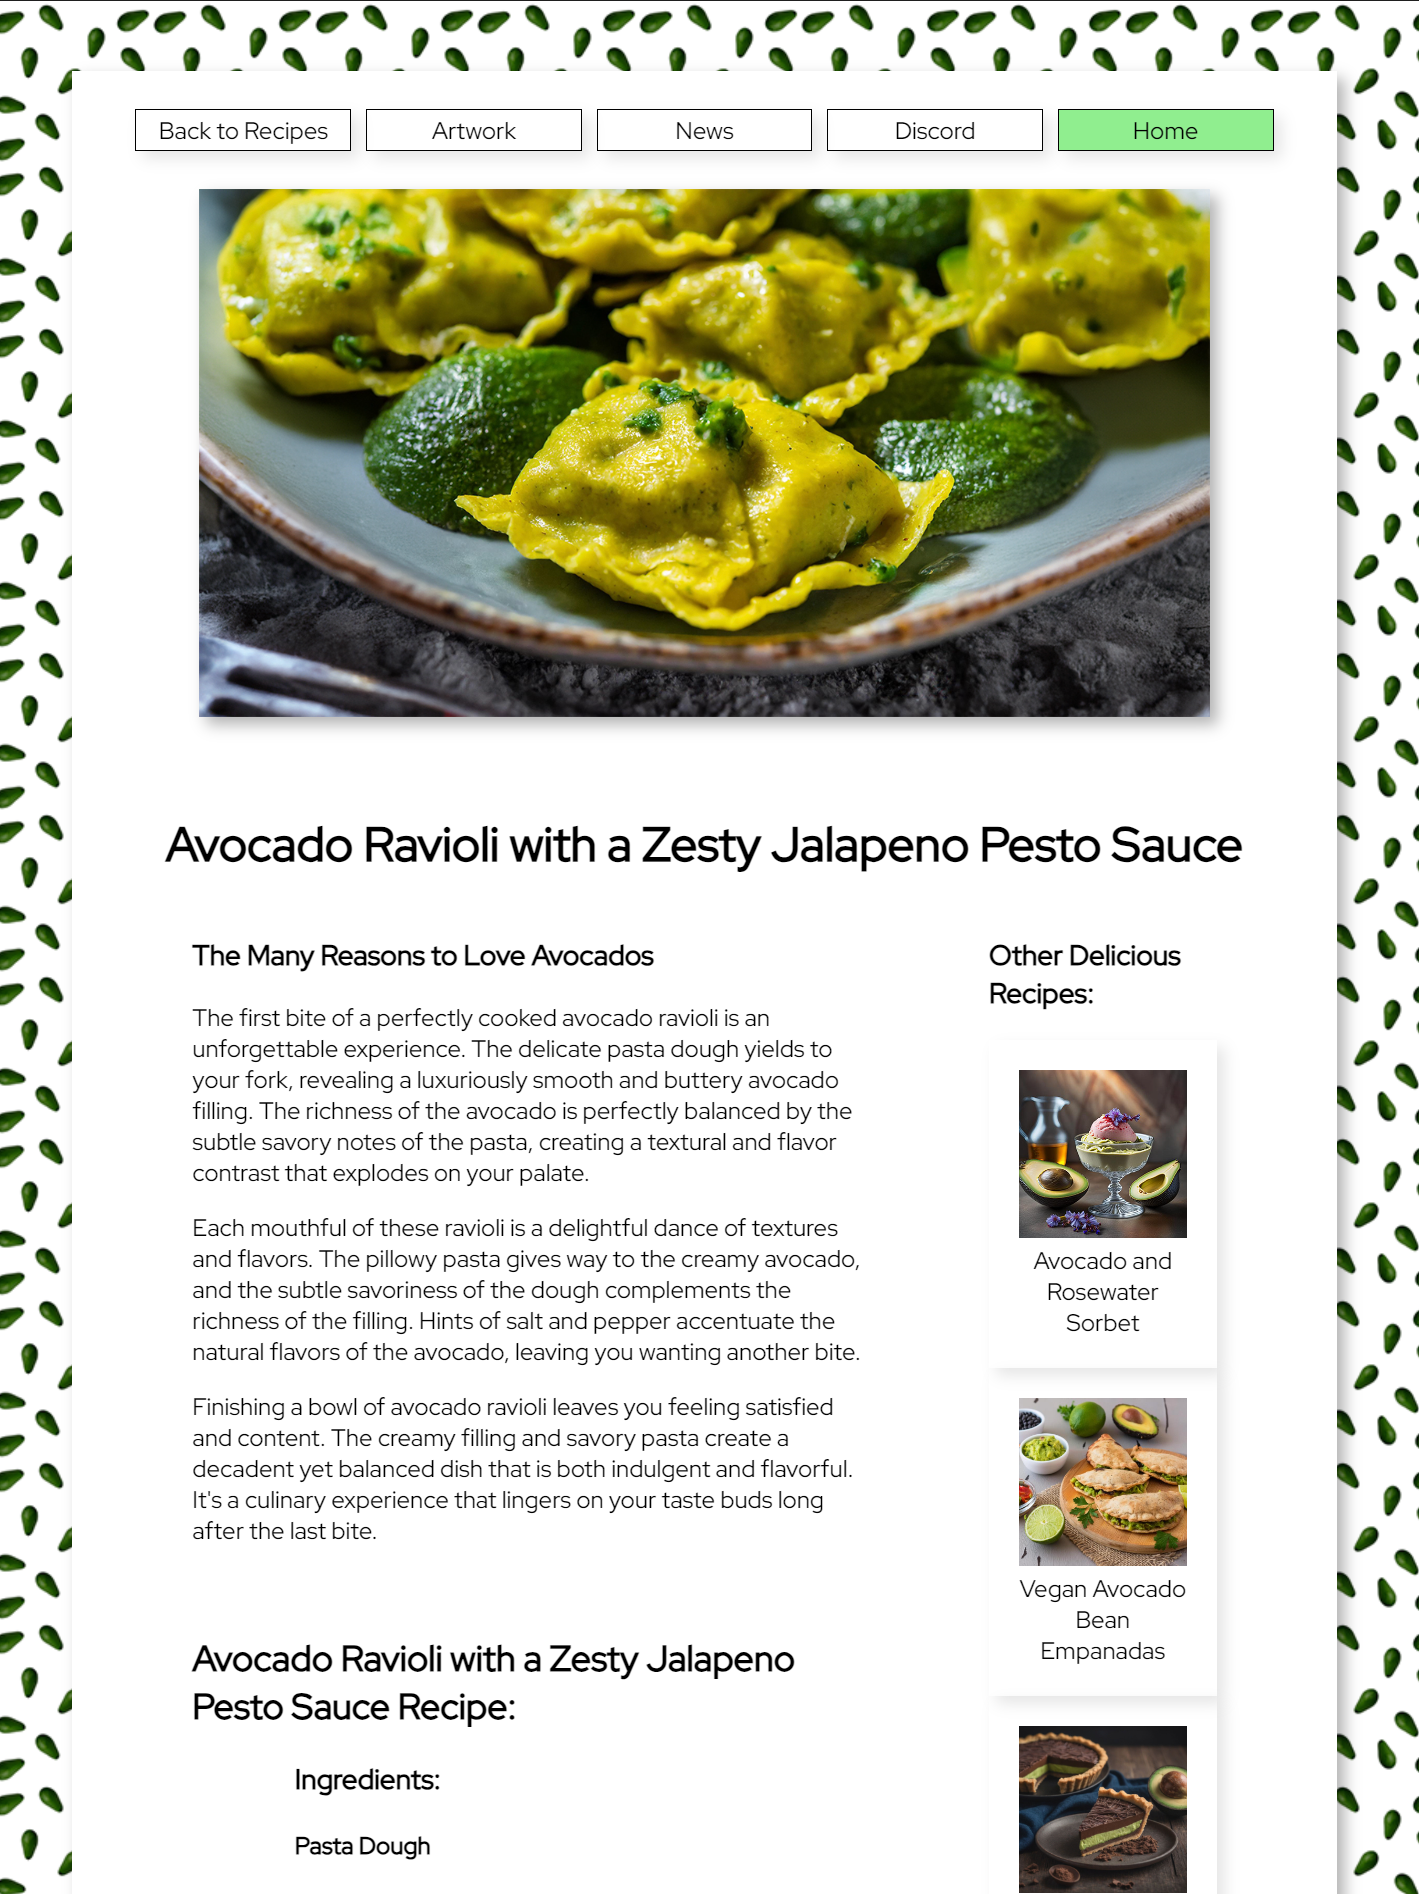 Back to Recipes
Artwork
News
Discord
Home
Avocado Ravioli with a Zesty Jalapeno Pesto Sauce
The Many Reasons to Love Avocados
The first bite of a perfectly cooked avocado ravioli is an
unforgettable experience. The delicate pasta dough yields to
your fork, revealing a luxuriously smooth and buttery avocado
filling. The richness of the avocado is perfectly balanced by the
subtle savory notes of the pasta, creating a textural and flavor
contrast that explodes on your palate.
Each mouthful of these ravioli is a delightful dance of textures
and flavors. The pillowy pasta gives way to the creamy avocado,
and the subtle savoriness of the dough complements the
richness of the filling. Hints of salt and pepper accentuate the
natural flavors of the avocado, leaving you wanting another bite.
Finishing a bowl of avocado ravioli leaves you feeling satisfied
and content. The creamy filling and savory pasta create a
decadent yet balanced dish that is both indulgent and flavorful.
It's a culinary experience that lingers on your taste buds long
after the last bite.
Avocado Ravioli with a Zesty Jalapeno
Pesto Sauce Recipe:
Ingredients:
Pasta Dough
Other Delicious
Recipes:
Avocado and
Rosewater
Sorbet
Vegan Avocado
Bean
Empanadas